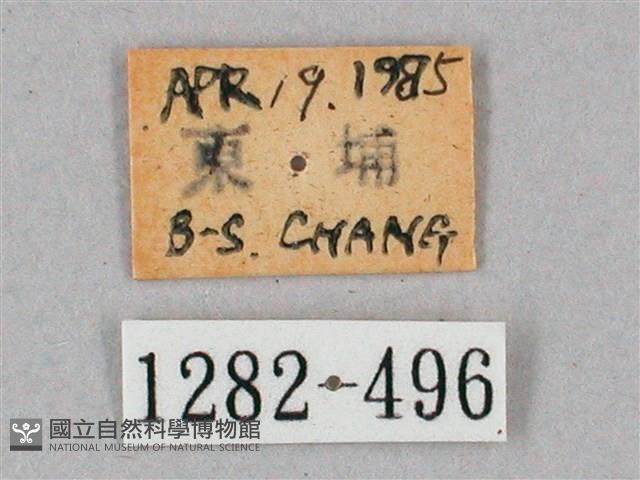 APR, 19. 1985
東埔
B-S. CHANG
1282-496
國立自然科學博物館
NATIONAL MUSEUM OF NATURAL SCIENCE